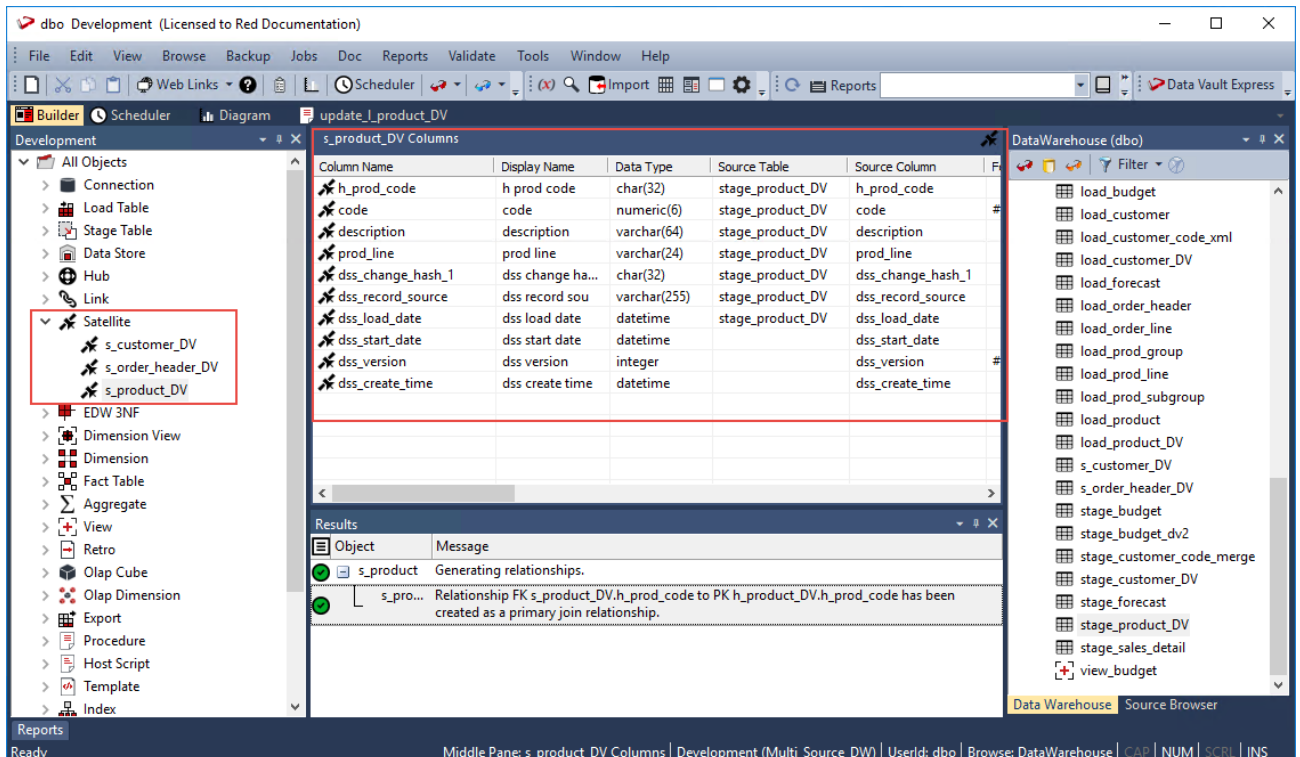 dbo Development (Licensed to Red Documentation)
File Edit View Browse Backup Jobs Doc Reports Validate Tools Window Help
Web Links Scheduler (x) Import Reports Data Vault Express
Builder Scheduler Diagram update_l_product_DV
Development
All Objects
Connection
Load Table
Stage Table
Data Store
Hub
Link
Satellite
s_customer_DV
s_order_header_DV
s_product_DV
EDW 3NF
Dimension View
Dimension
Fact Table
Aggregate
View
Retro
Olap Cube
Olap Dimension
Export
Procedure
Host Script
Template
Index
s_product_DV Columns
Column Name Display Name Data Type Source Table Source Column
h_prod_code h prod code char(32) stage_product_DV h_prod_code
code code numeric(6) stage_product_DV code #
description description varchar(64) stage_product_DV description
prod_line prod line varchar(24) stage_product_DV prod_line
dss_change_hash_1 dss change ha... char(32) stage_product_DV dss_change_hash_1
dss_record_source dss record sou varchar(255) stage_product_DV dss_record_source
dss_load_date dss load date datetime stage_product_DV dss_load_date
dss_start_date dss start date datetime dss_start_date
dss_version dss version integer dss_version #
dss_create_time dss create time datetime dss_create_time
Results
Object Message
s_product Generating relationships.
s_pro... Relationship FK s_product_DV.h_prod_code to PK h_product_DV.h_prod_code has been
created as a primary join relationship.
DataWarehouse (dbo)
Filter
load_budget
load_customer
load_customer_code_xml
load_customer_DV
load_forecast
load_order_header
load_order_line
load_prod_group
load_prod_line
load_prod_subgroup
load_product
load_product_DV
s_customer_DV
s_order_header_DV
stage_budget
stage_budget_dv2
stage_customer_code_merge
stage_customer_DV
stage_forecast
stage_product_DV
stage_sales_detail
view_budget
Data Warehouse Source Browser
Reports
Ready Middle Pane: s_product_DV Columns Development (Multi_Source_DW) UserId: dbo Browse: DataWarehouse CAP NUM SCRL INS